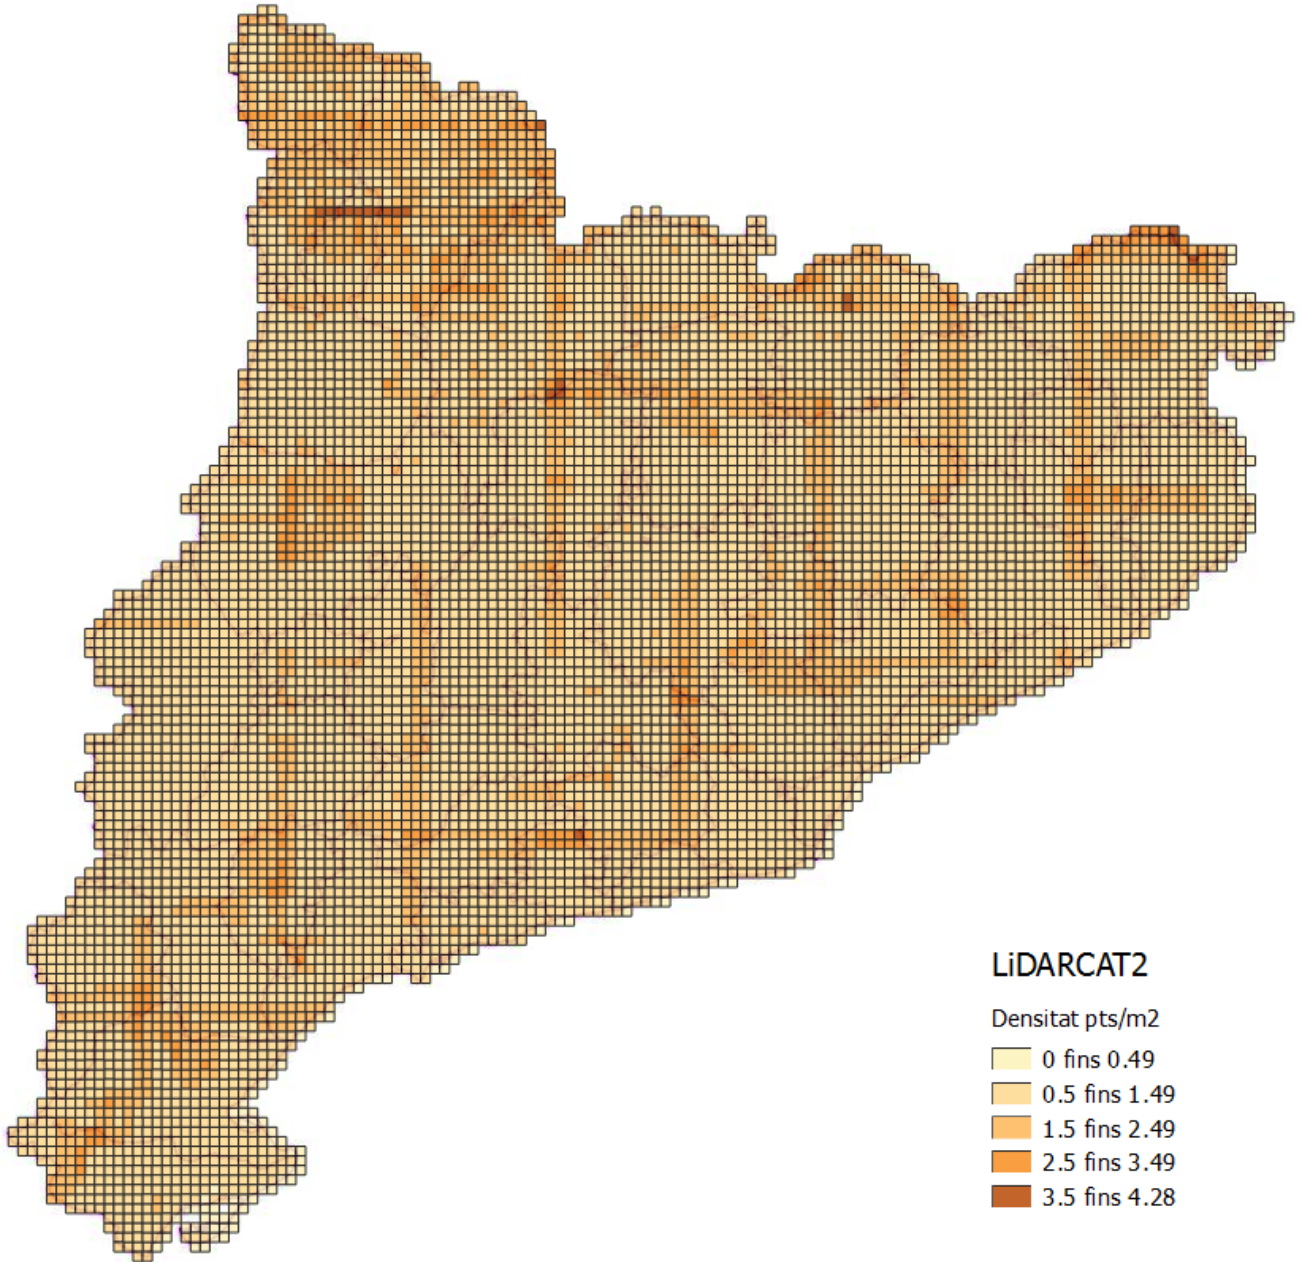 LiDARCAT2
Densitat pts/m2
0 fins 0.49
0.5 fins 1.49
1.5 fins 2.49
2.5 fins 3.49
3.5 fins 4.28